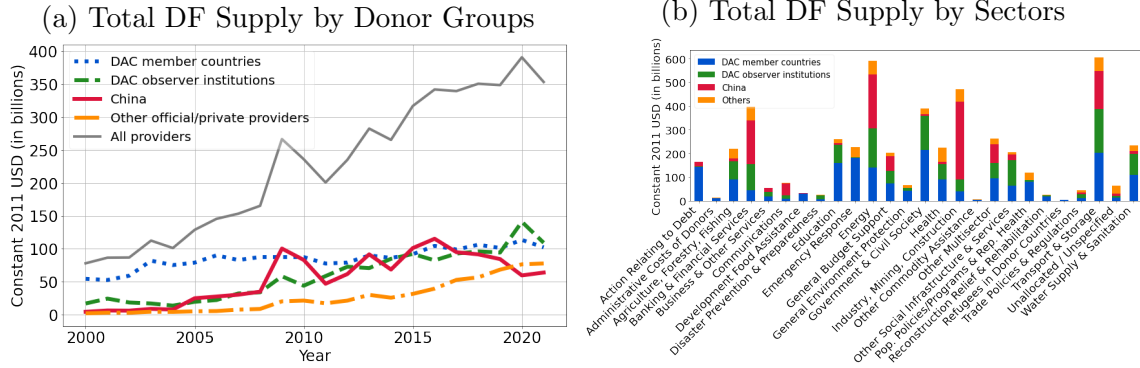 (a) Total DF Supply by Donor Groups
Constant 2011 USD (in billions)
400
350
300
250
200
150
100
50
0
DAC member countries
DAC observer institutions
China
Other official/private providers
All providers
2000
2005
2010
2015
2020
Year
(b) Total DF Supply by Sectors
Constant 2011 USD (in billions)
600
500
400
300
200
100
0
DAC member countries
DAC observer institutions
China
Others
Action Relating to Debt
Administrative Costs of Donors
Agriculture, Forestry, Fishing
Banking & Financial Services
Business & Other Services
Communications
Development Food Assistance
Disaster Prevention & Preparedness
Education
Emergency Response
Energy
General Budget Support
General Environment Protection
Government & Civil Society
Health
Industry, Mining, Construction
Other Commodity Assistance
Other Multisector
Other Social Infrastructure & Services
Pop. Policies/Programs & Rep. Health
Reconstruction Relief & Rehabilitation
Refugees in Donor Countries
Trade Policies & Regulations
Transport & Storage
Unallocated / Unspecified
Water Supply & Sanitation